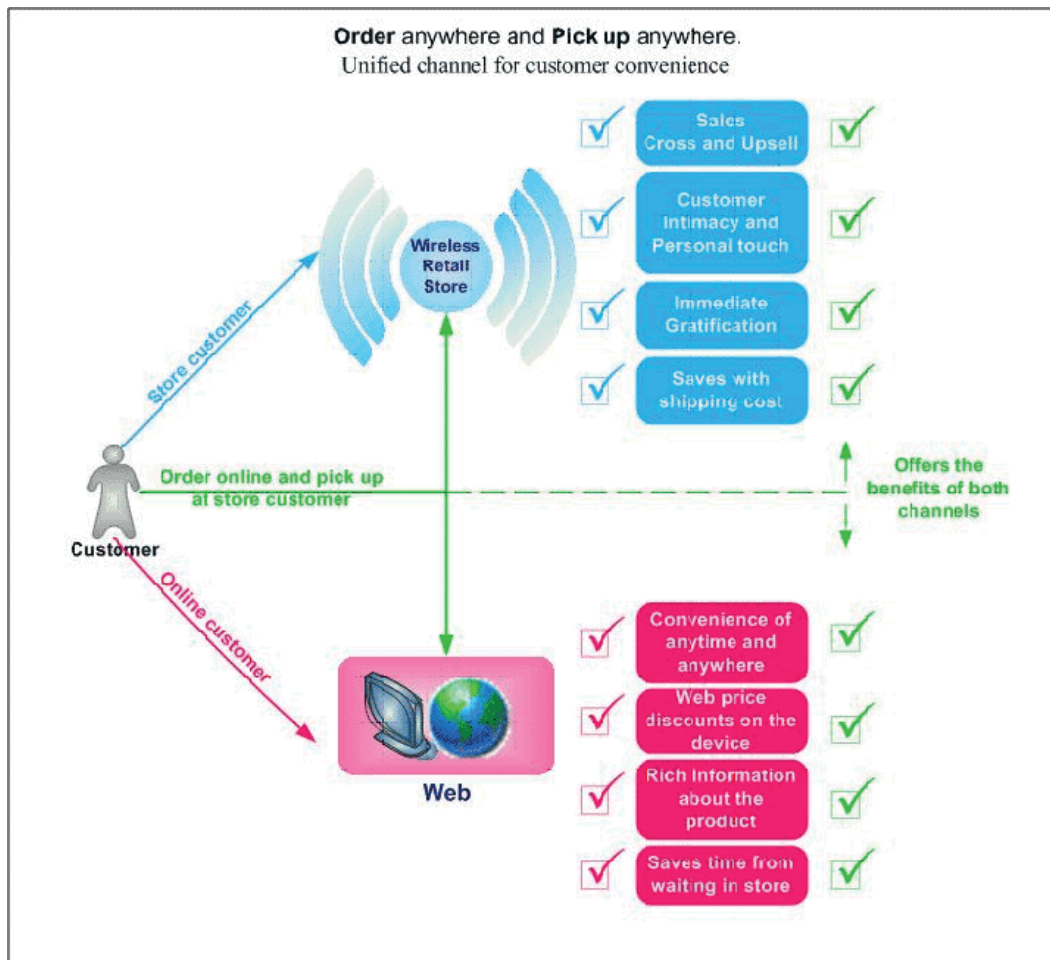 Order anywhere and Pick up anywhere.
Unified channel for customer convenience
Sales
Cross and Upsell
Customer
Intimacy and
Personal touch
Wireless
Retail
Store
Immediate
Gratification
Store customer
Saves with
shipping cost
Order online and pick up
at store customer
Offers the
benefits of both
channels
Customer
Online customer
Convenience of
anytime and
anywhere
Web price
discounts on the
device
Web
Rich Information
about the
product
Saves time from
waiting in store